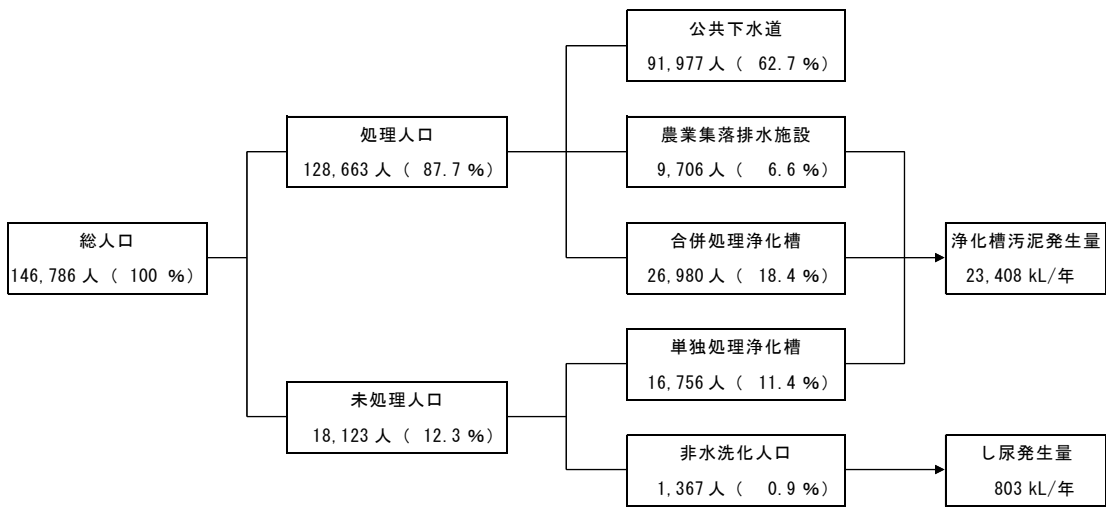 総人口
146,786 人 ( 100 %)
処理人口
128,663 人 ( 87.7 %)
未処理人口
18,123 人 ( 12.3 %)
公共下水道
91,977 人 ( 62.7 %)
農業集落排水施設
9,706 人 ( 6.6 %)
合併処理浄化槽
26,980 人 ( 18.4 %)
単独処理浄化槽
16,756 人 ( 11.4 %)
非水洗化人口
1,367 人 ( 0.9 %)
浄化槽汚泥発生量
23,408 kL/年
し尿発生量
803 kL/年